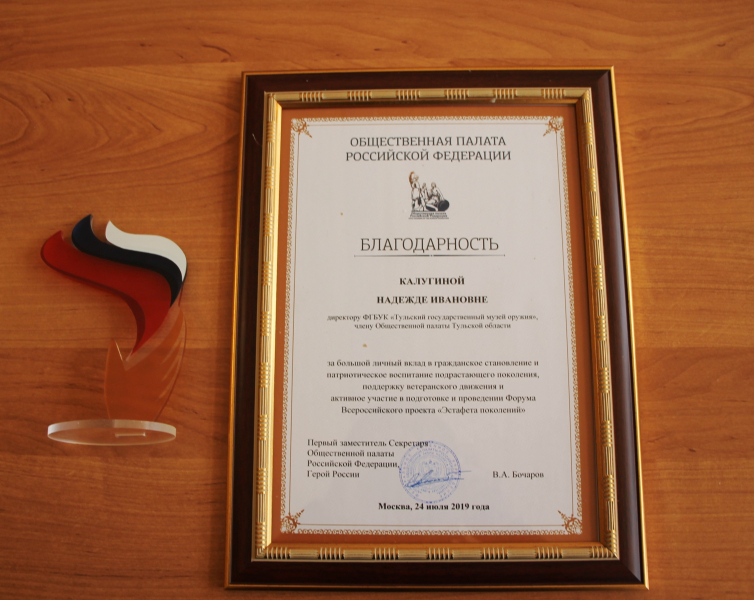 ОБЩЕСТВЕННАЯ ПАЛАТА
РОССИЙСКОЙ ФЕДЕРАЦИИ
БЛАГОДАРНОСТЬ
КАЛУГИНОЙ
НАДЕЖДЕ ИВАНОВНЕ
директору ФГБУК «Тульский государственный музей оружия»,
члену Общественной палаты Тульской области
за большой личный вклад в гражданское становление и
патриотическое воспитание подрастающего поколения,
поддержку ветеранского движения и
активное участие в подготовке и проведении Форума
Всероссийского проекта «Эстафета поколений»
Первый заместитель Секретаря
Общественной палаты
Российской Федерации,
Герой России
В.А. Бочаров
Москва, 24 июля 2019 года